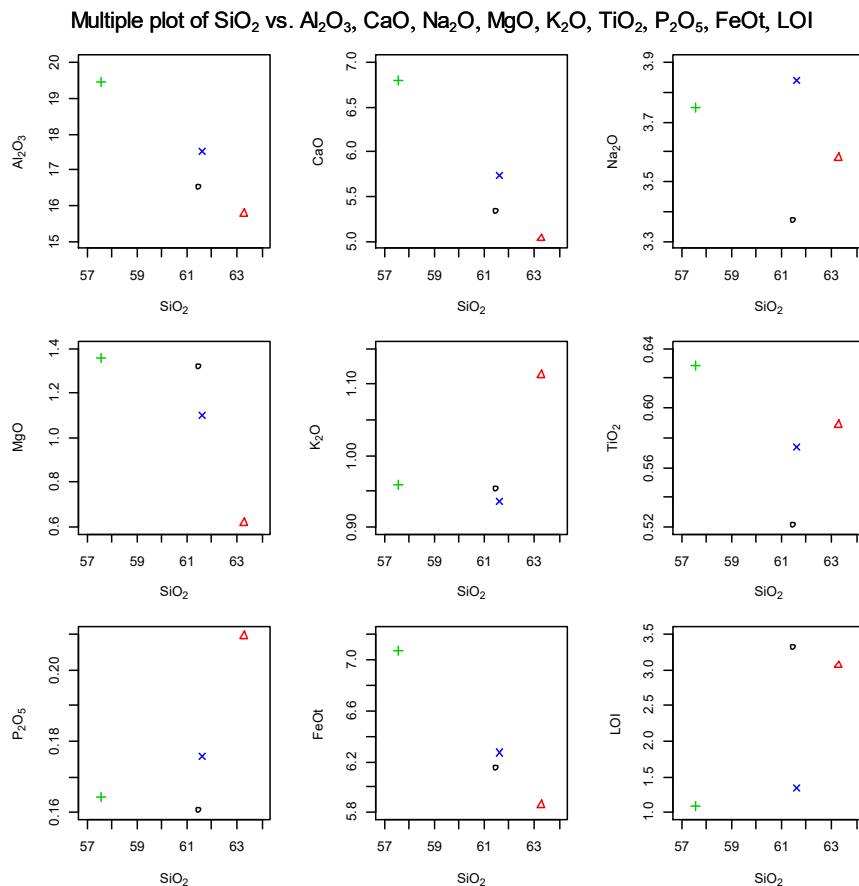 Multiple plot of SiO₂ vs. Al₂O₃, CaO, Na₂O, MgO, K₂O, TiO₂, P₂O₅, FeOt, LOI
Al₂O₃
15 16 17 18 19 20
57 59 61 63
SiO₂
CaO
5.0 5.5 6.0 6.5 7.0
57 59 61 63
SiO₂
Na₂O
3.3 3.5 3.7 3.9
57 59 61 63
SiO₂
MgO
0.6 0.8 1.0 1.2 1.4
57 59 61 63
SiO₂
K₂O
0.90 1.00 1.10
57 59 61 63
SiO₂
TiO₂
0.52 0.56 0.60 0.64
57 59 61 63
SiO₂
P₂O₅
0.16 0.18 0.20
57 59 61 63
SiO₂
FeOt
5.8 6.2 6.6 7.0
57 59 61 63
SiO₂
LOI
1.0 1.5 2.0 2.5 3.0 3.5
57 59 61 63
SiO₂